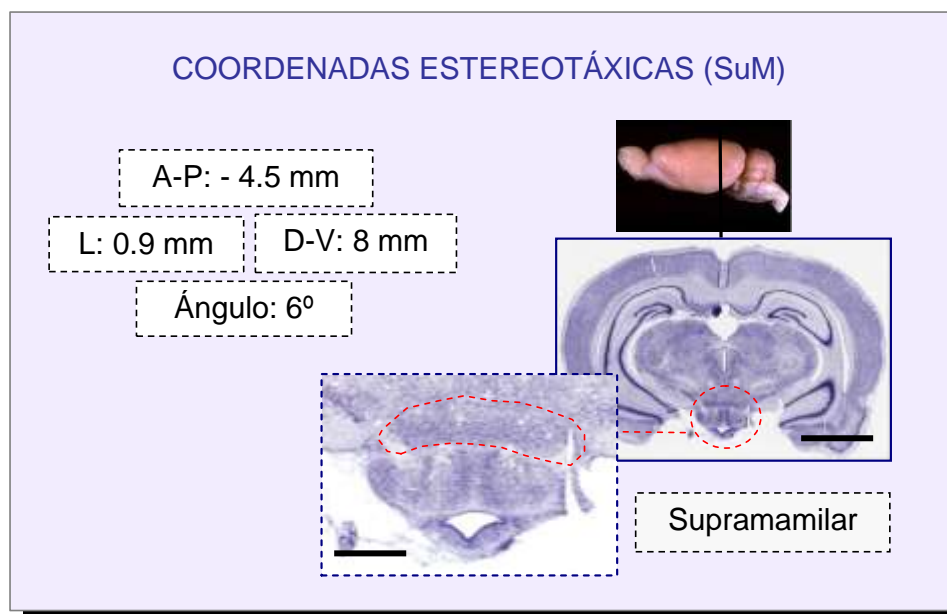 COORDENADAS ESTEREOTÁXICAS (SuM)
A-P: - 4.5 mm
L: 0.9 mm
D-V: 8 mm
Ángulo: 6º
Supramamilar